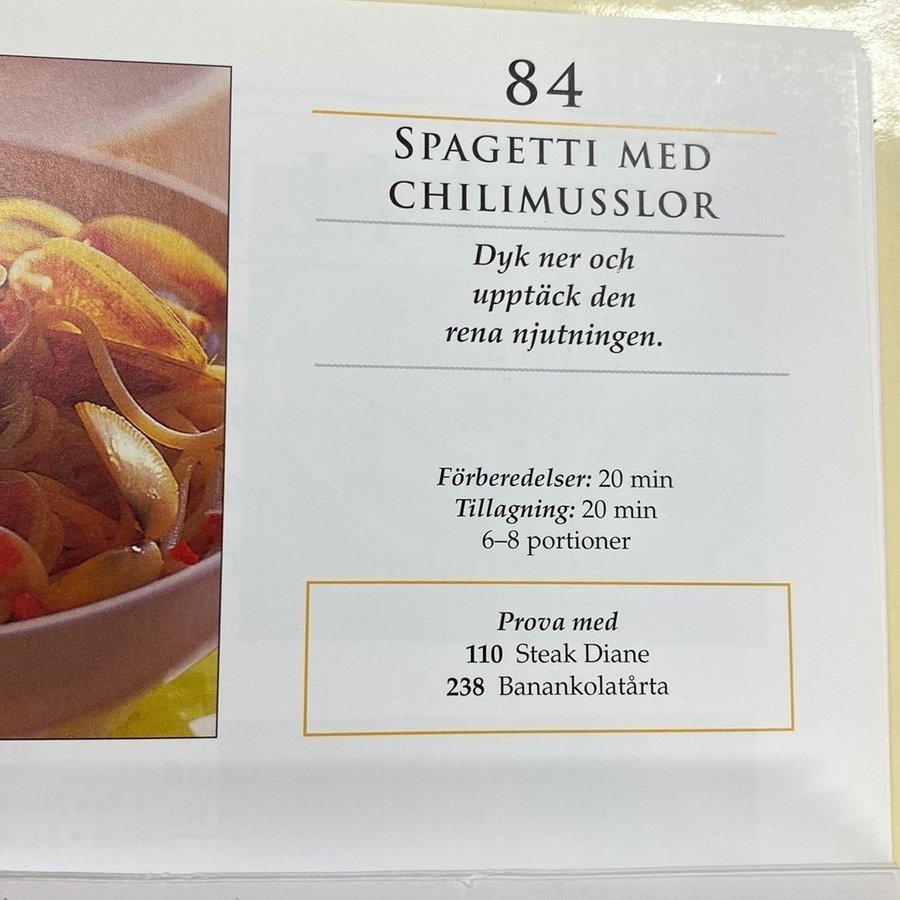 84
SPAGETTI MED
CHILIMUSSLOR
Dyk ner och
upptäck den
rena njutningen.
Förberedelser: 20 min
Tillagning: 20 min
6–8 portioner
Prova med
110 Steak Diane
238 Banankolatårta